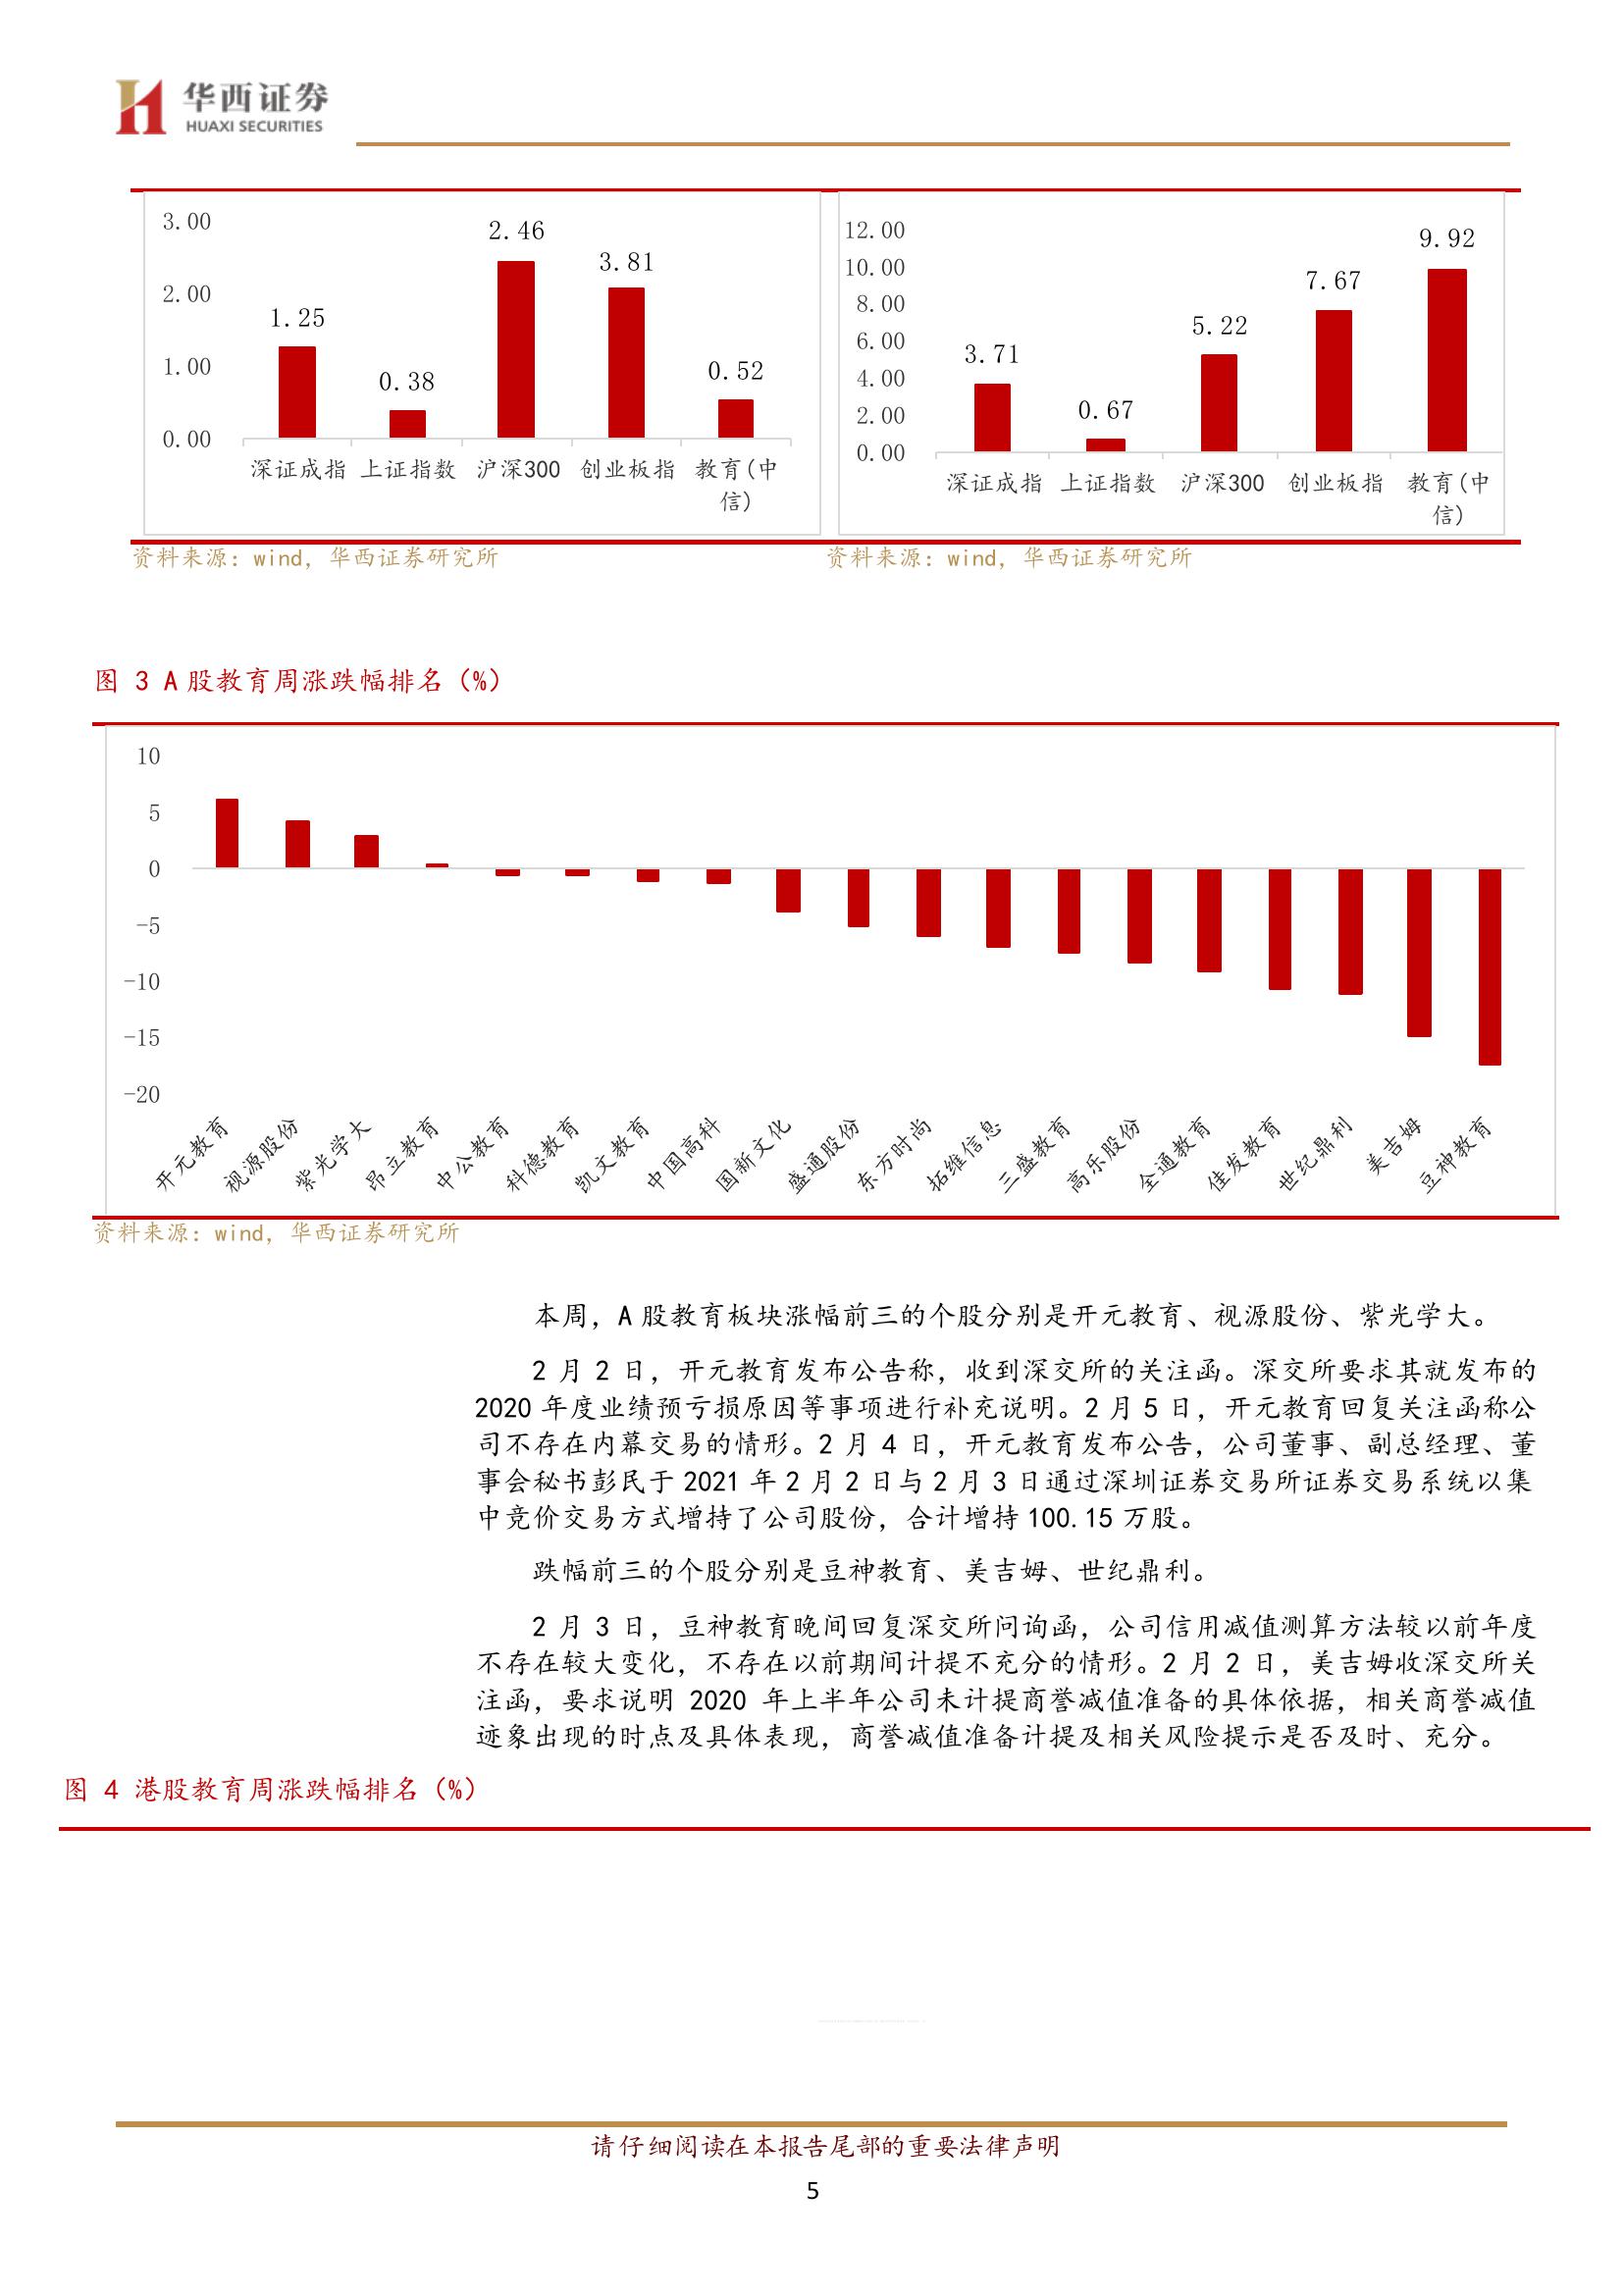 华西证券
HUAXI SECURITIES
3.00
2.00
1.00
0.00
1.25
0.38
2.46
3.81
0.52
深证成指 上证指数 沪深300 创业板指 教育(中
信)
12.00
10.00
8.00
6.00
4.00
2.00
0.00
3.71
0.67
5.22
7.67
9.92
深证成指 上证指数 沪深300 创业板指 教育(中
信)
资料来源：wind，华西证券研究所
资料来源：wind，华西证券研究所
图 3 A 股教育周涨跌幅排名（%）
10
5
0
-5
-10
-15
-20
开元教育
视源股份
紫光学大
昂立教育
中公教育
科德教育
凯文教育
中国高科
国新文化
盛通股份
东方时尚
拓维信息
三盛教育
高乐股份
全通教育
佳发教育
世纪鼎利
美吉姆
豆神教育
资料来源：wind，华西证券研究所
本周，A 股教育板块涨幅前三的个股分别是开元教育、视源股份、紫光学大。
2 月 2 日，开元教育发布公告称，收到深交所的关注函。深交所要求其就发布的
2020 年度业绩预亏损原因等事项进行补充说明。2 月 5 日，开元教育回复关注函称公
司不存在内幕交易的情形。2 月 4 日，开元教育发布公告，公司董事、副总经理、董
事会秘书彭民于 2021 年 2 月 2 日与 2 月 3 日通过深圳证券交易所证券交易系统以集
中竞价交易方式增持了公司股份，合计增持 100.15 万股。
跌幅前三的个股分别是豆神教育、美吉姆、世纪鼎利。
2 月 3 日，豆神教育晚间回复深交所问询函，公司信用减值测算方法较以前年度
不存在较大变化，不存在以前期间计提不充分的情形。2 月 2 日，美吉姆收深交所关
注函，要求说明 2020 年上半年公司未计提商誉减值准备的具体依据，相关商誉减值
迹象出现的时点及具体表现，商誉减值准备计提及相关风险提示是否及时、充分。
图 4 港股教育周涨跌幅排名（%）
请仔细阅读在本报告尾部的重要法律声明
5